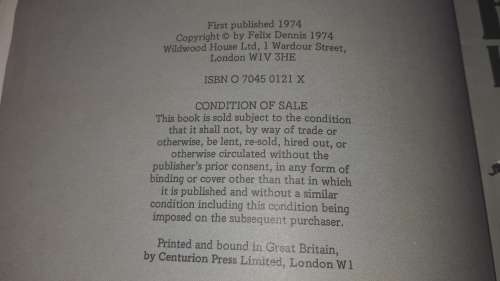 First published 1974
Copyright © by Felix Dennis 1974
Wildwood House Ltd, 1 Wardour Street,
London W1V 3HE
ISBN O 7045 0121 X
CONDITION OF SALE
This book is sold subject to the condition
that it shall not, by way of trade or
otherwise, be lent, re-sold, hired out, or
otherwise circulated without the
publisher's prior consent, in any form of
binding or cover other than that in which
it is published and without a similar
condition including this condition being
imposed on the subsequent purchaser.
Printed and bound in Great Britain,
by Centurion Press Limited, London W1